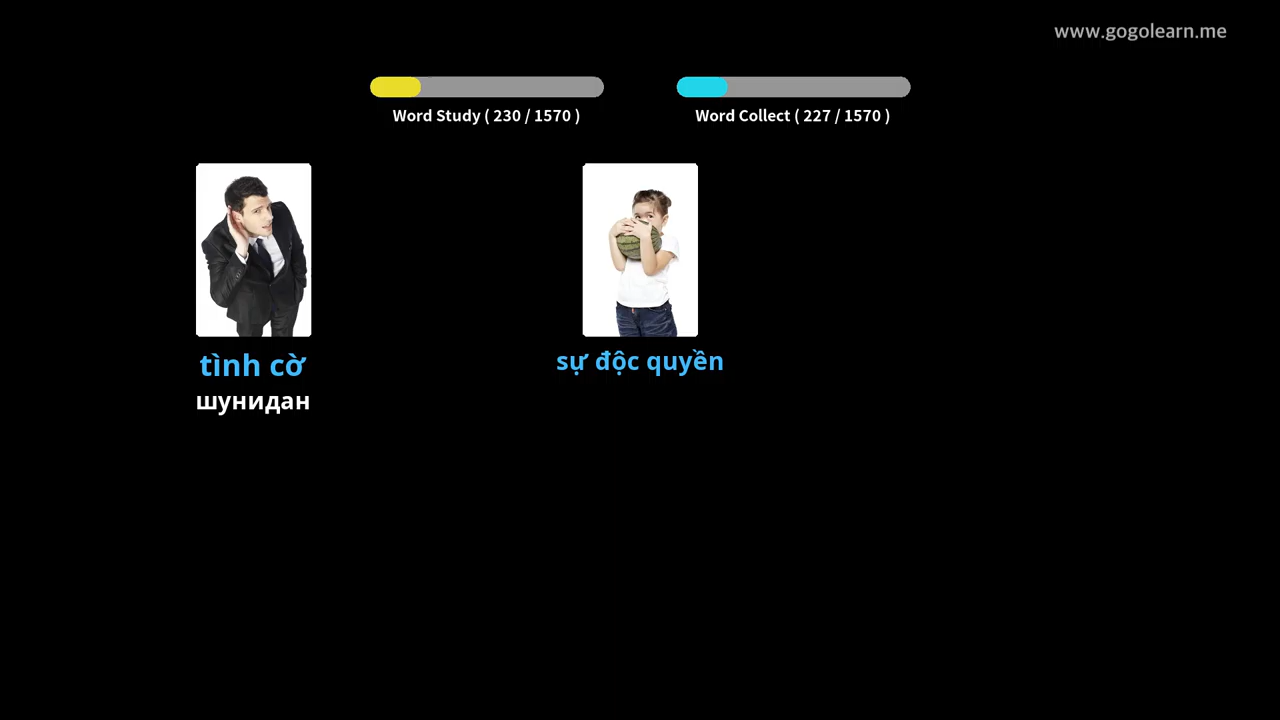 www.gogolearn.me
Word Study ( 230 / 1570 )
Word Collect ( 227 / 1570 )
tình cờ
шунидан
sự độc quyền